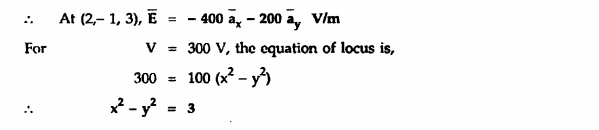 ∴ At (2,– 1, 3), E̅ = – 400 a̅ₓ – 200 a̅ᵧ V/m
For V = 300 V, the equation of locus is,
300 = 100 (x² – y²)
∴ x² – y² = 3